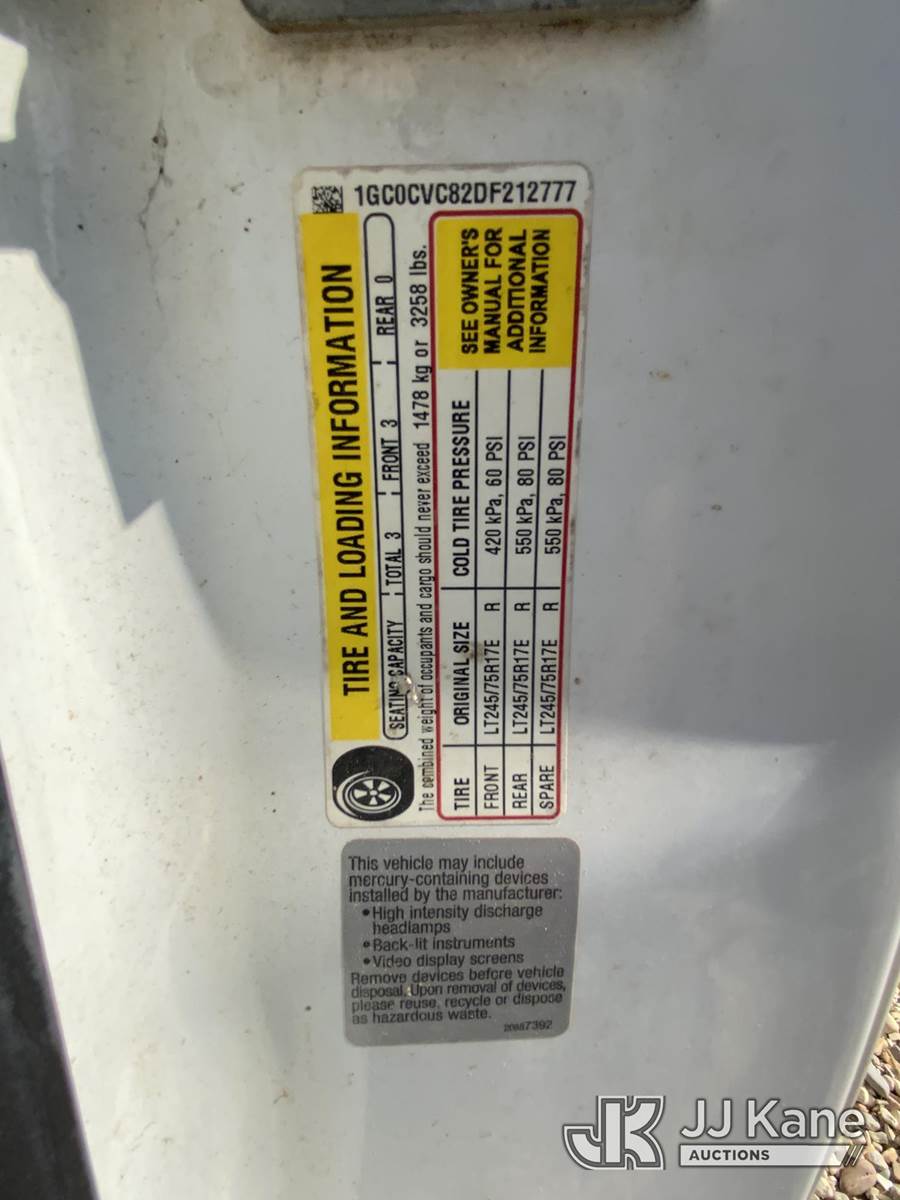 1GC0CVC82DF212777
TIRE AND LOADING INFORMATION
SEATING CAPACITY TOTAL 3 FRONT 3 REAR 0
The combined weight of occupants and cargo should never exceed 1478 kg or 3258 lbs.
TIRE ORIGINAL SIZE COLD TIRE PRESSURE
FRONT LT245/75R17E R 420 kPa, 60 PSI
REAR LT245/75R17E R 550 kPa, 80 PSI
SPARE LT245/75R17E R 550 kPa, 80 PSI
SEE OWNER'S
MANUAL FOR
ADDITIONAL
INFORMATION
This vehicle may include
mercury-containing devices
installed by the manufacturer:
• High intensity discharge
headlamps
• Back-lit instruments
• Video display screens
Remove devices before vehicle
disposal. Upon removal of devices,
please reuse, recycle or dispose
as hazardous waste.
20887392
JK JJ Kane
AUCTIONS